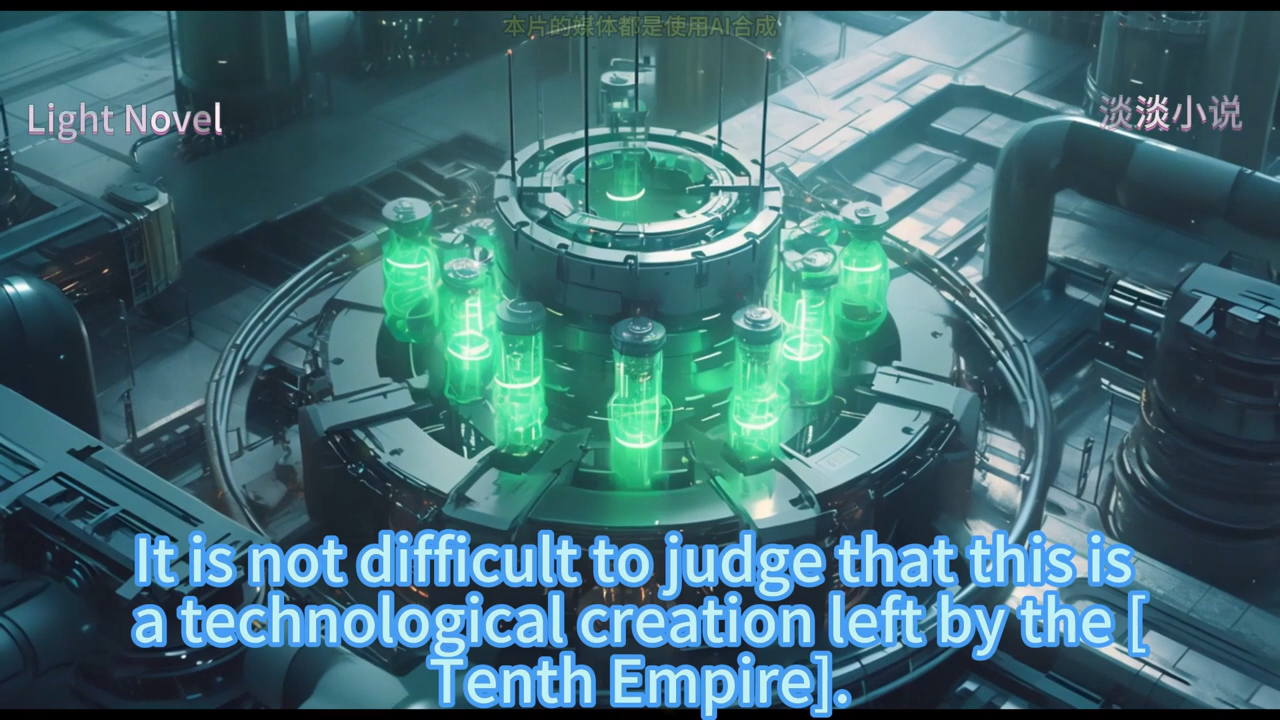 本片的媒体都是使用AI合成
Light Novel
淡淡小说
It is not difficult to judge that this is
a technological creation left by the [
Tenth Empire].